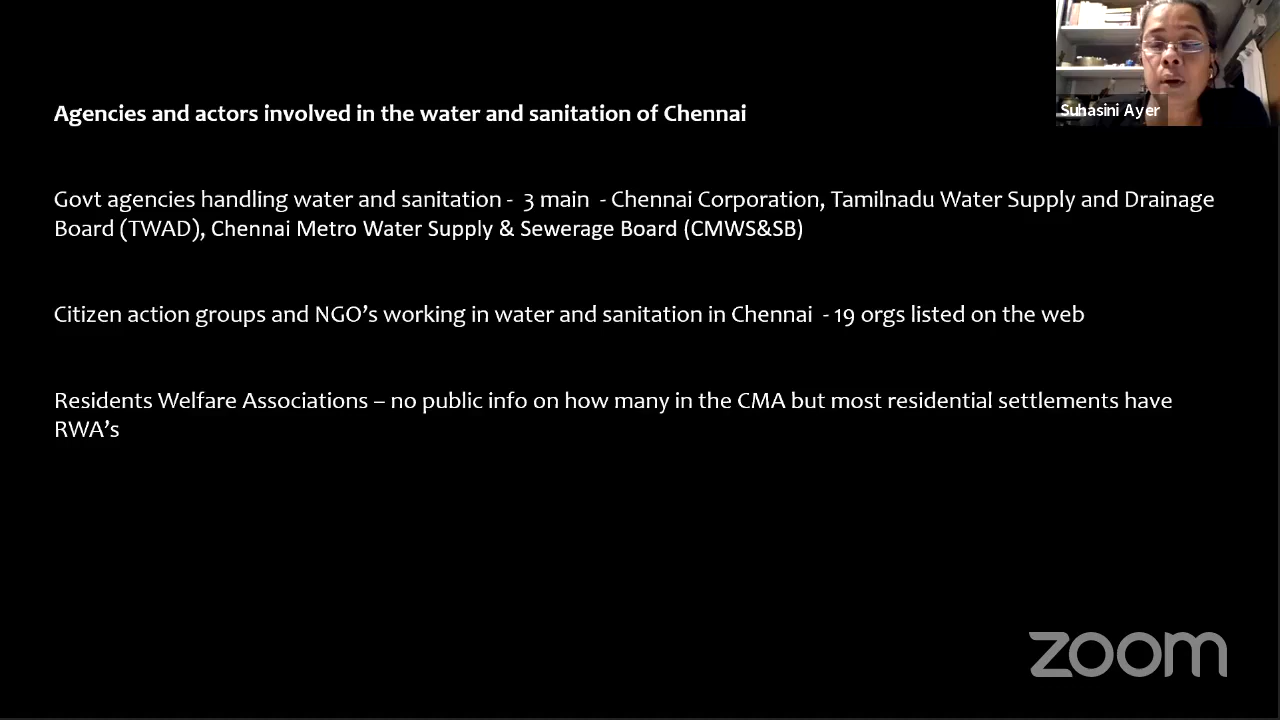 Agencies and actors involved in the water and sanitation of Chennai
Suhasini Ayer
Govt agencies handling water and sanitation -  3 main  - Chennai Corporation, Tamilnadu Water Supply and Drainage
Board (TWAD), Chennai Metro Water Supply & Sewerage Board (CMWS&SB)
Citizen action groups and NGO’s working in water and sanitation in Chennai  - 19 orgs listed on the web
Residents Welfare Associations – no public info on how many in the CMA but most residential settlements have
RWA’s
zoom